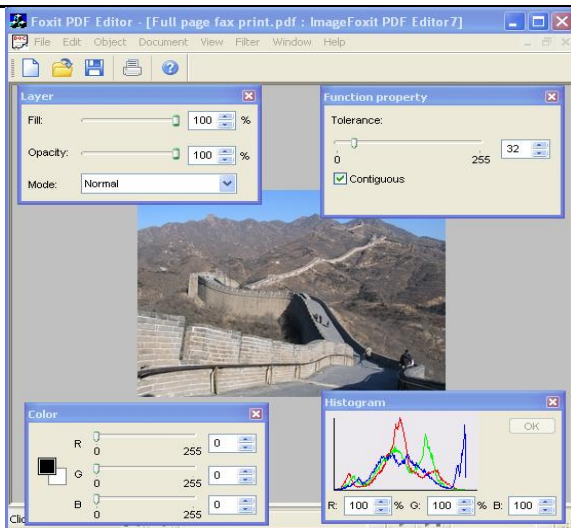 Foxit PDF Editor - [Full page fax print.pdf : ImageFoxit PDF Editor7]
File Edit Object Document View Filter Window Help
Layer
Fill: 100 %
Opacity: 100 %
Mode: Normal
Function property
Tolerance:
32
0 255
Contiguous
Color
R 0
0 255
G 0
0 255
B 0
0 255
Histogram
OK
R: 100 % G: 100 % B: 100